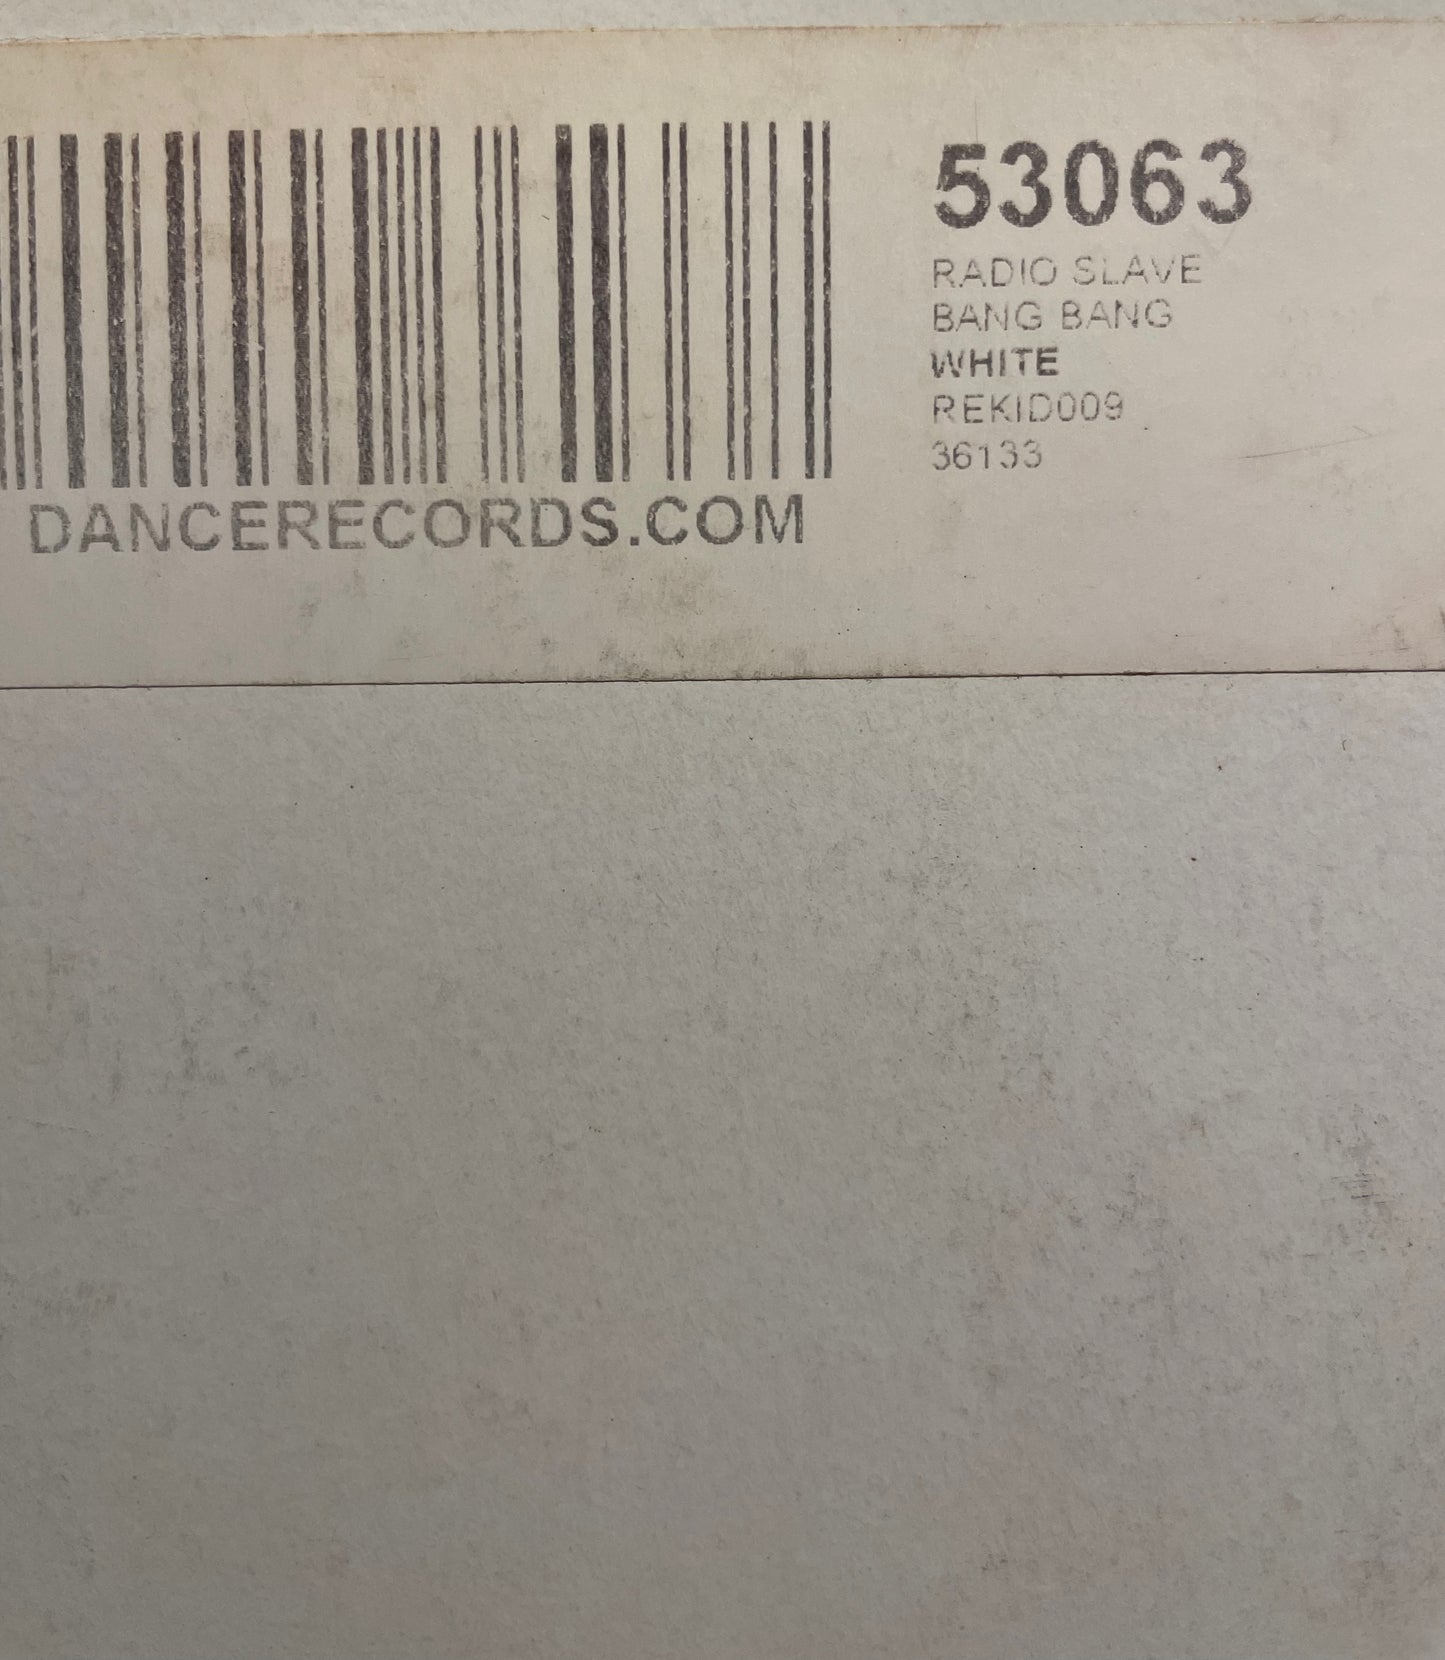 53063
RADIO SLAVE
BANG BANG
WHITE
REKID009
36133
DANCERECORDS.COM